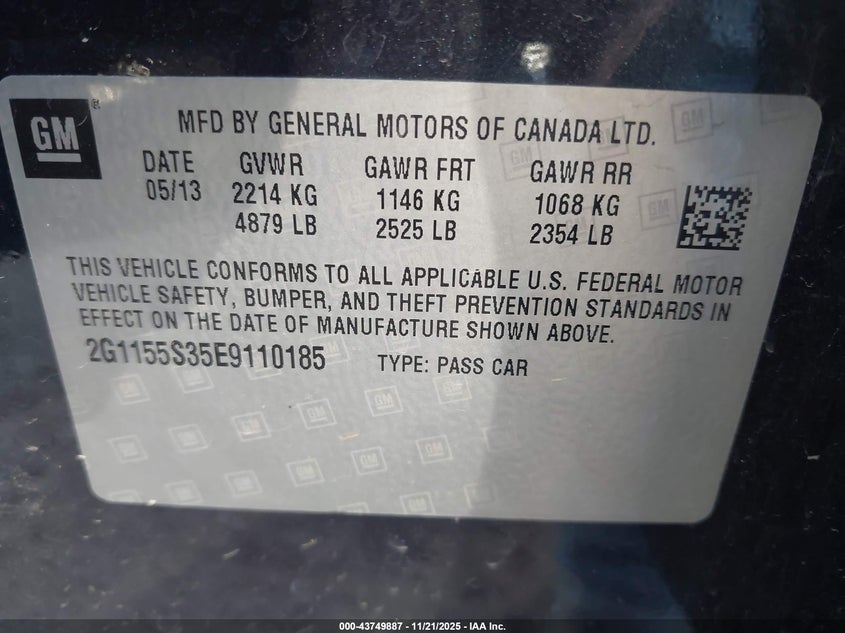 GM
MFD BY GENERAL MOTORS OF CANADA LTD.
DATE GVWR GAWR FRT GAWR RR
05/13 2214 KG 1146 KG 1068 KG
4879 LB 2525 LB 2354 LB
THIS VEHICLE CONFORMS TO ALL APPLICABLE U.S. FEDERAL MOTOR
VEHICLE SAFETY, BUMPER, AND THEFT PREVENTION STANDARDS IN
EFFECT ON THE DATE OF MANUFACTURE SHOWN ABOVE.
2G1155S35E9110185 TYPE: PASS CAR
000-43749887 - 11/21/2025 - IAA Inc.